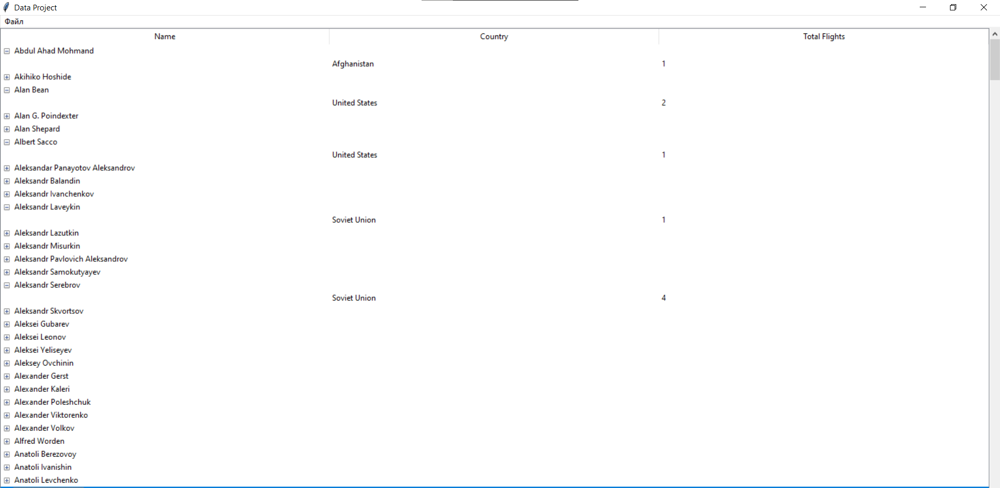 Data Project
Файл
Name Country Total Flights
Abdul Ahad Mohmand
Afghanistan 1
Akihiko Hoshide
Alan Bean
United States 2
Alan G. Poindexter
Alan Shepard
Albert Sacco
United States 1
Aleksandar Panayotov Aleksandrov
Aleksandr Balandin
Aleksandr Ivanchenkov
Aleksandr Laveykin
Soviet Union 1
Aleksandr Lazutkin
Aleksandr Misurkin
Aleksandr Pavlovich Aleksandrov
Aleksandr Samokutyayev
Aleksandr Serebrov
Soviet Union 4
Aleksandr Skvortsov
Aleksei Gubarev
Aleksei Leonov
Aleksei Yeliseyev
Aleksey Ovchinin
Alexander Gerst
Alexander Kaleri
Alexander Poleshchuk
Alexander Viktorenko
Alexander Volkov
Alfred Worden
Anatoli Berezovoy
Anatoli Ivanishin
Anatoli Levchenko